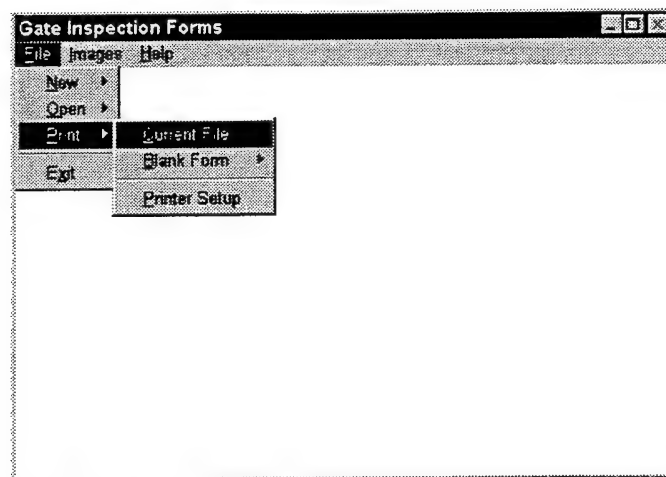 Gate Inspection Forms
File Images Help
New
Open
Print
Exit
Current File
Blank Form
Printer Setup